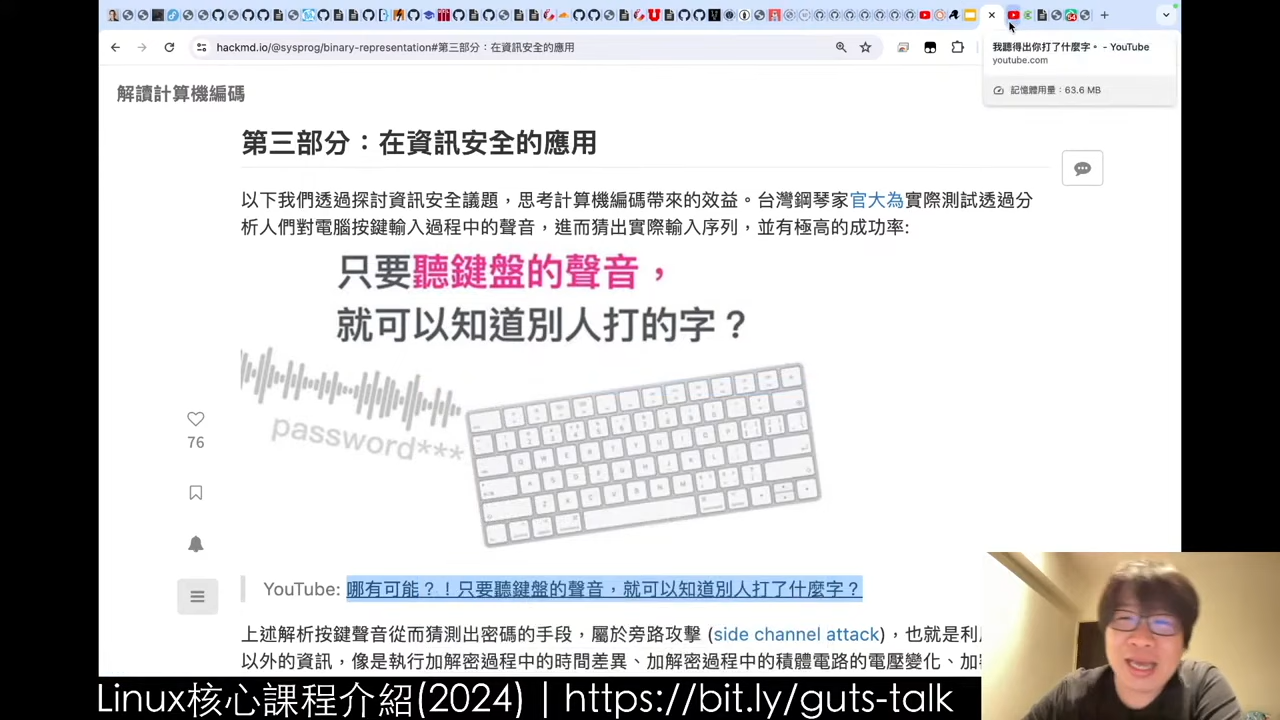 hackmd.io/@sysprog/binary-representation#第三部分：在資訊安全的應用
我聽得出你打了什麼字。 - YouTube
youtube.com
記憶體用量：63.6 MB
解讀計算機編碼
第三部分：在資訊安全的應用
以下我們透過探討資訊安全議題，思考計算機編碼帶來的效益。台灣鋼琴家官大為實際測試透過分
析人們對電腦按鍵輸入過程中的聲音，進而猜出實際輸入序列，並有極高的成功率:
只要聽鍵盤的聲音，
就可以知道別人打的字？
password***
76
YouTube: 哪有可能？！只要聽鍵盤的聲音，就可以知道別人打了什麼字？
上述解析按鍵聲音從而猜測出密碼的手段，屬於旁路攻擊 (side channel attack)，也就是利
以外的資訊，像是執行加解密過程中的時間差異、加解密過程中的積體電路的電壓變化、加
Linux核心課程介紹(2024) | https://bit.ly/guts-talk